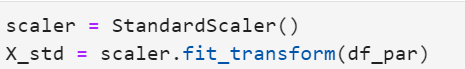 scaler = StandardScaler()
X_std = scaler.fit_transform(df_par)